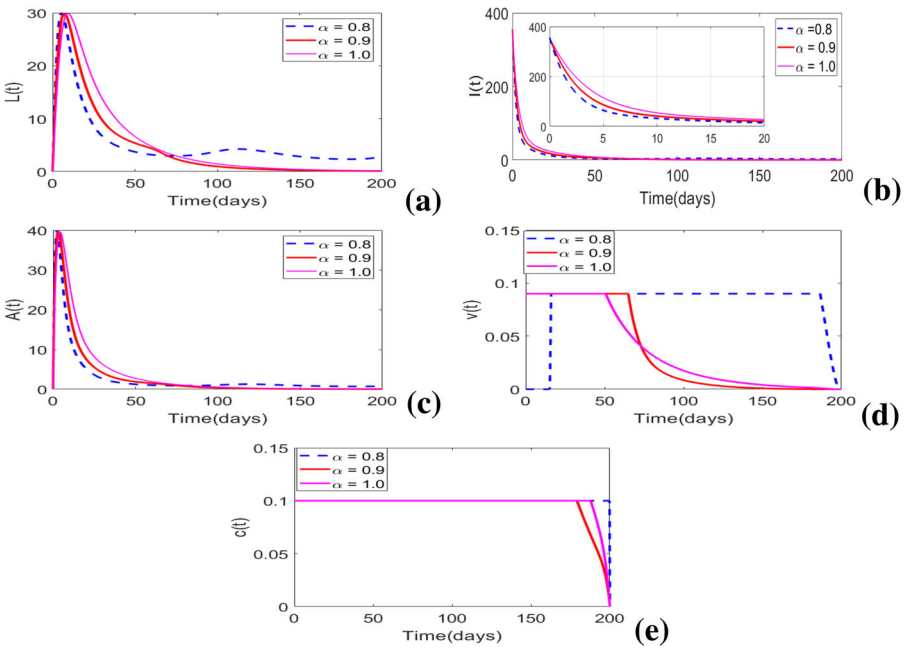 30
20
10
0
L(t)
α = 0.8
α = 0.9
α = 1.0
0 50 100 150 200
Time(days)
(a)
400
200
0
I(t)
400
200
0
0 5 10 15 20
α =0.8
α = 0.9
α = 1.0
0 50 100 150 200
Time(days)
(b)
40
30
20
10
0
A(t)
α = 0.8
α = 0.9
α = 1.0
0 50 100 150 200
Time(days)
(c)
0.15
0.1
0.05
0
v(t)
α = 0.8
α = 0.9
α = 1.0
0 50 100 150 200
Time(days)
(d)
0.15
0.1
0.05
0
c(t)
α = 0.8
α = 0.9
α = 1.0
0 50 100 150 200
Time(days)
(e)